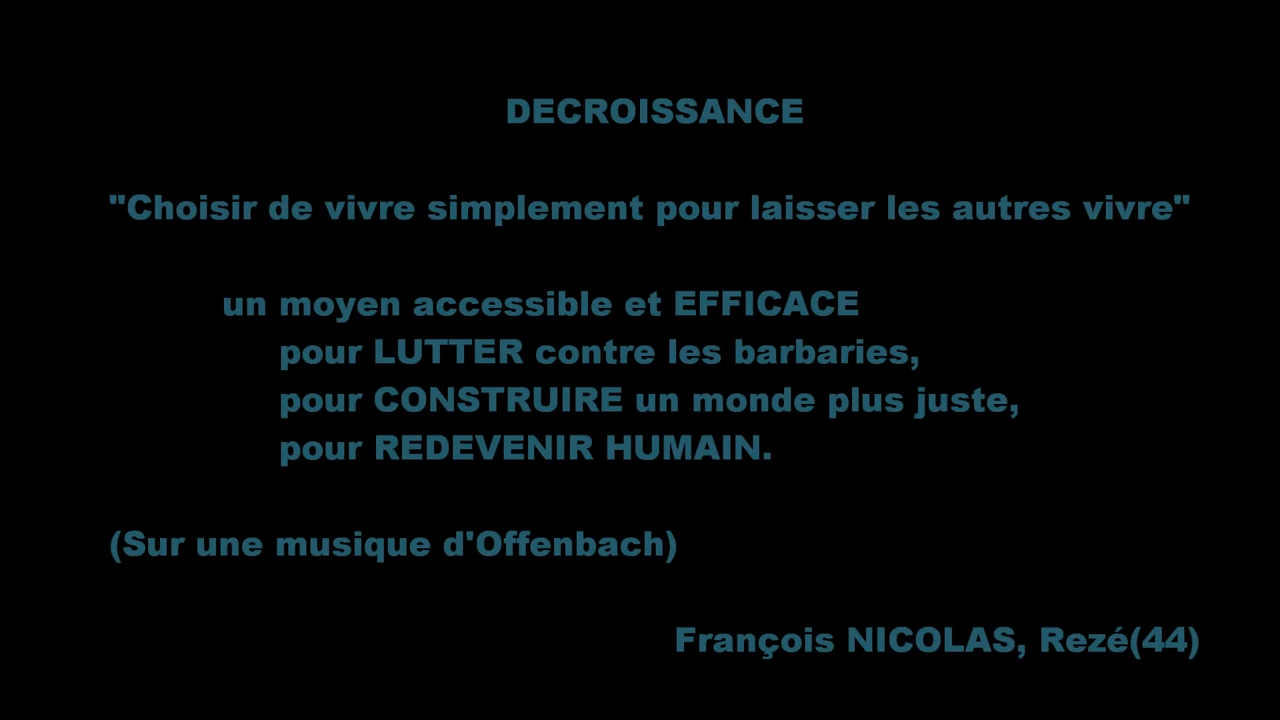 DECROISSANCE
"Choisir de vivre simplement pour laisser les autres vivre"
un moyen accessible et EFFICACE
pour LUTTER contre les barbaries,
pour CONSTRUIRE un monde plus juste,
pour REDEVENIR HUMAIN.
(Sur une musique d'Offenbach)
François NICOLAS, Rezé(44)